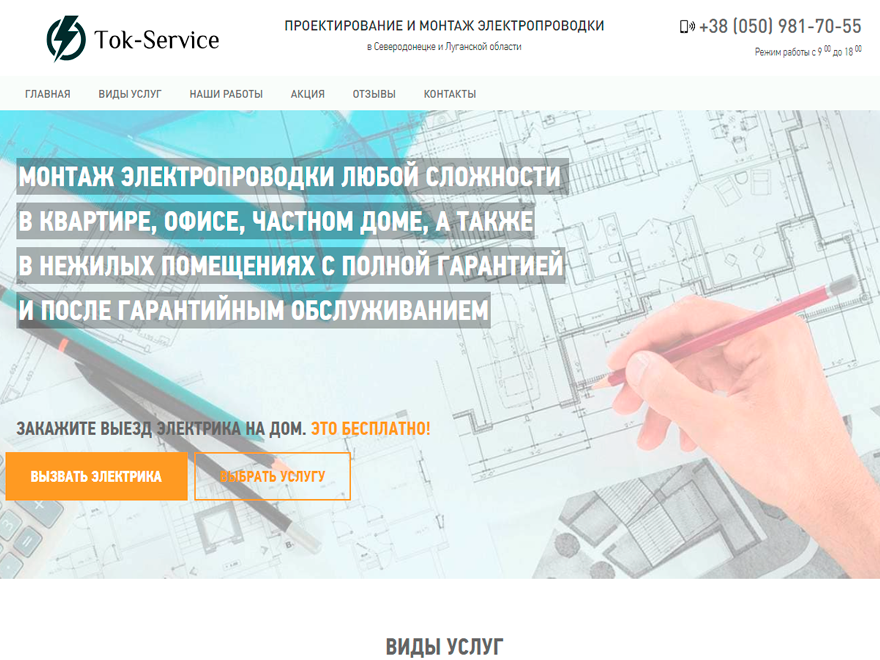 Tok-Service
ПРОЕКТИРОВАНИЕ И МОНТАЖ ЭЛЕКТРОПРОВОДКИ
в Северодонецке и Луганской области
+38 (050) 981-70-55
Режим работы с 9 00 до 18 00
ГЛАВНАЯ ВИДЫ УСЛУГ НАШИ РАБОТЫ АКЦИЯ ОТЗЫВЫ КОНТАКТЫ
МОНТАЖ ЭЛЕКТРОПРОВОДКИ ЛЮБОЙ СЛОЖНОСТИ
В КВАРТИРЕ, ОФИСЕ, ЧАСТНОМ ДОМЕ, А ТАКЖЕ
В НЕЖИЛЫХ ПОМЕЩЕНИЯХ С ПОЛНОЙ ГАРАНТИЕЙ
И ПОСЛЕ ГАРАНТИЙНЫМ ОБСЛУЖИВАНИЕМ
ЗАКАЖИТЕ ВЫЕЗД ЭЛЕКТРИКА НА ДОМ. ЭТО БЕСПЛАТНО!
ВЫЗВАТЬ ЭЛЕКТРИКА ВЫБРАТЬ УСЛУГУ
ВИДЫ УСЛУГ